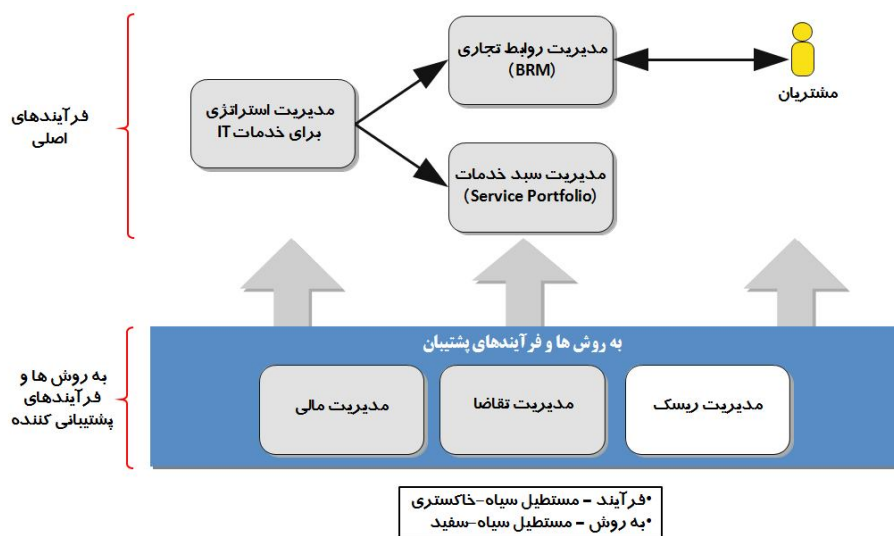 فرآیندهای
اصلی
مدیریت استراتژی
برای خدمات IT
مدیریت روابط تجاری
(BRM)
مشتریان
مدیریت سبد خدمات
(Service Portfolio)
به روش ها و
فرآیندهای
پشتیبانی کننده
به روش ها و فرآیندهای پشتیبان
مدیریت ریسک
مدیریت تقاضا
مدیریت مالی
•فرآیند – مستطیل سیاه-خاکستری
•به روش – مستطیل سیاه-سفید